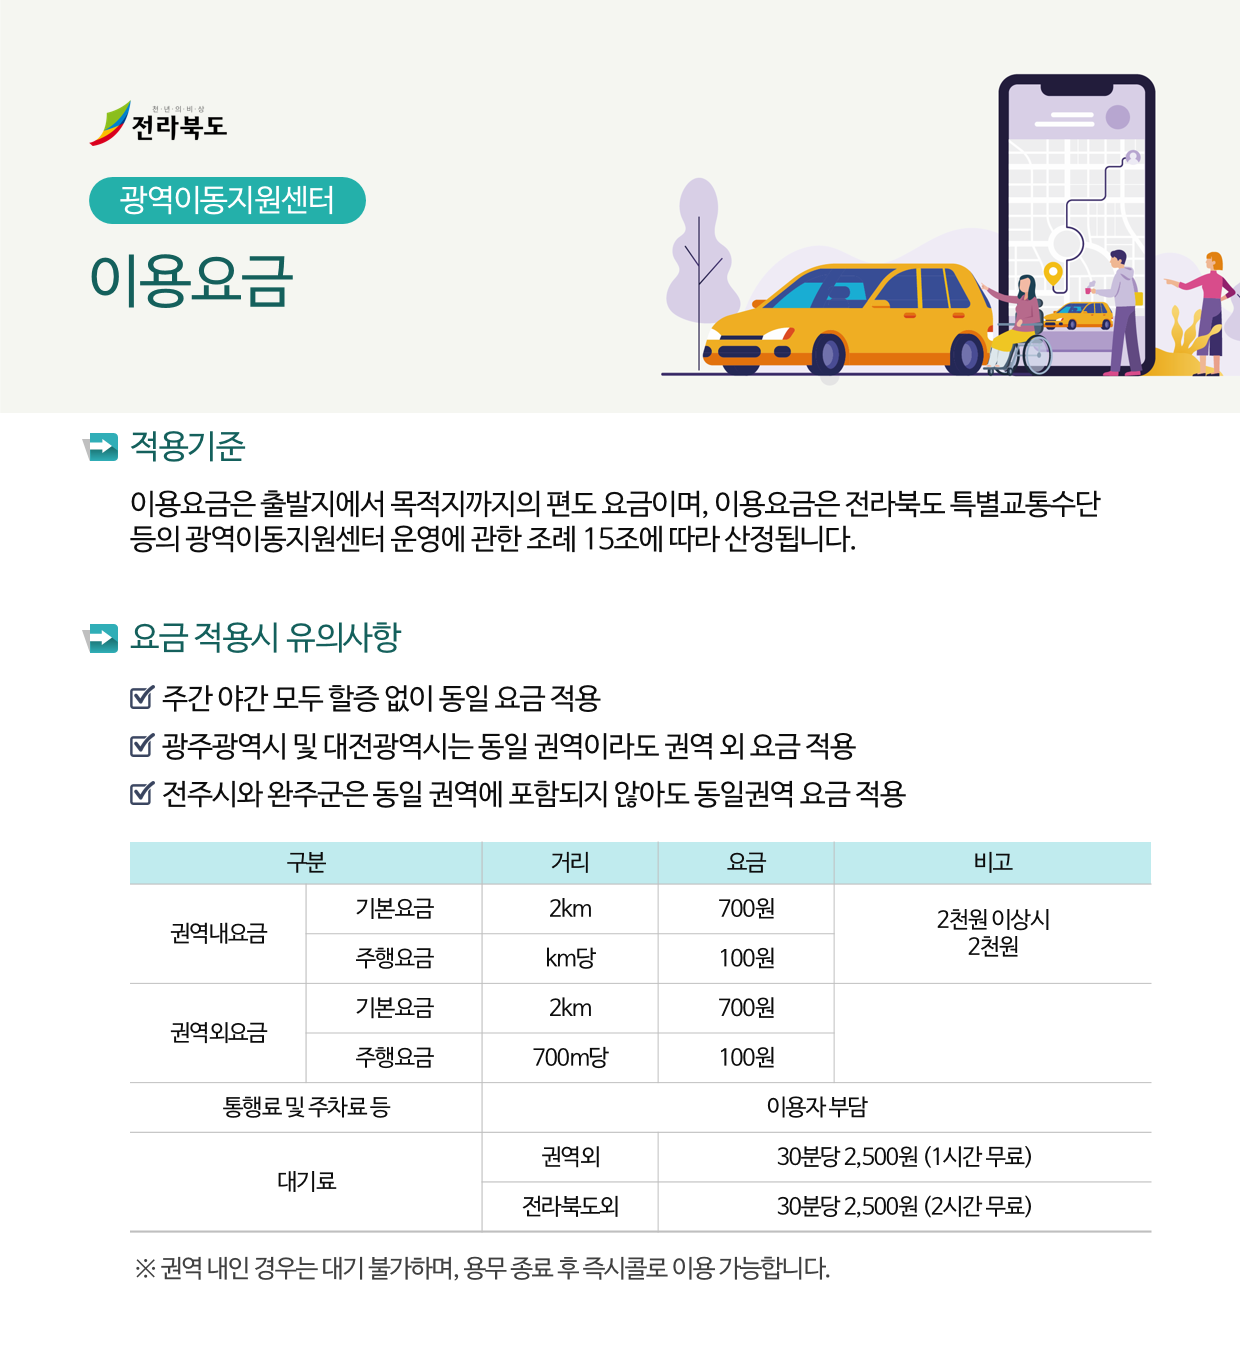 천·년·의·비·상
전라북도
광역이동지원센터
이용요금
적용기준
이용요금은 출발지에서 목적지까지의 편도 요금이며, 이용요금은 전라북도 특별교통수단
등의 광역이동지원센터 운영에 관한 조례 15조에 따라 산정됩니다.
요금 적용시 유의사항
주간 야간 모두 할증 없이 동일 요금 적용
광주광역시 및 대전광역시는 동일 권역이라도 권역 외 요금 적용
전주시와 완주군은 동일 권역에 포함되지 않아도 동일권역 요금 적용
구분 거리 요금 비고
권역내요금 기본요금 2km 700원 2천원 이상시
2천원
주행요금 km당 100원
권역외요금 기본요금 2km 700원
주행요금 700m당 100원
통행료 및 주차료 등 이용자 부담
대기료 권역외 30분당 2,500원 (1시간 무료)
전라북도외 30분당 2,500원 (2시간 무료)
※ 권역 내인 경우는 대기 불가하며, 용무 종료 후 즉시콜로 이용 가능합니다.